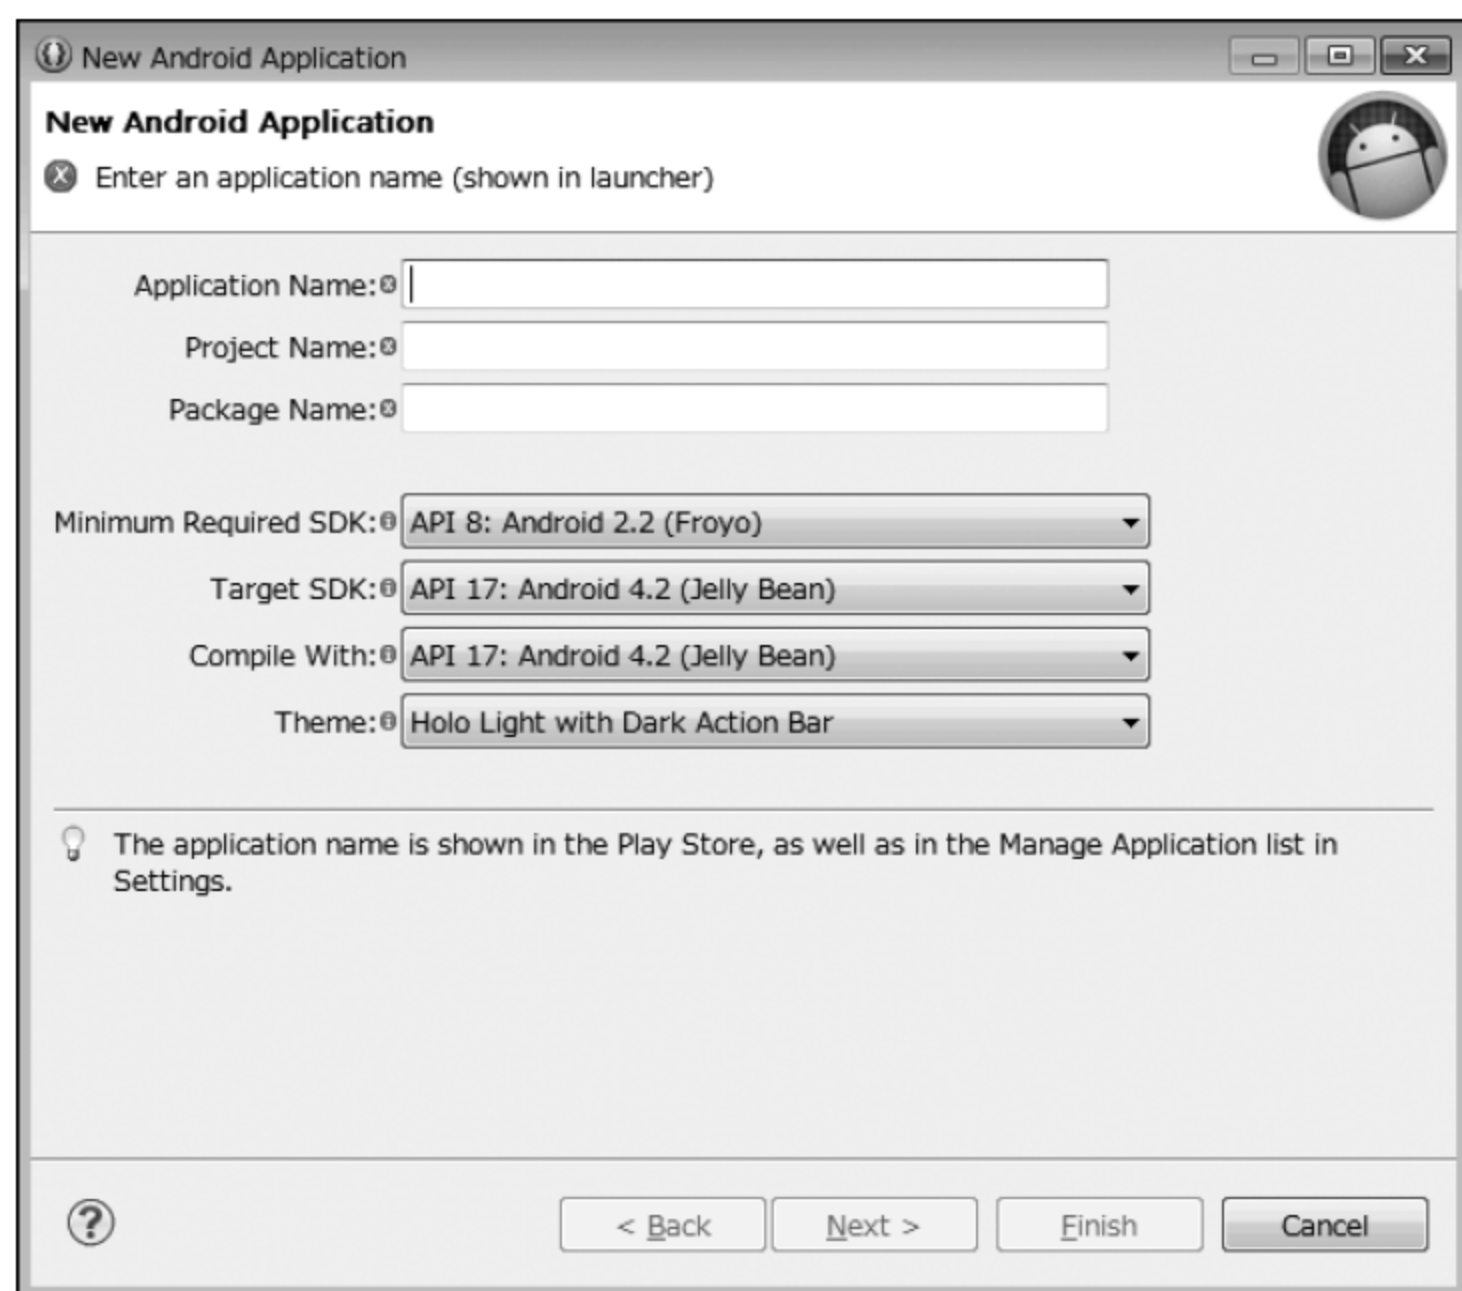 New Android Application
New Android Application
Enter an application name (shown in launcher)
Application Name:
Project Name:
Package Name:
Minimum Required SDK: API 8: Android 2.2 (Froyo)
Target SDK: API 17: Android 4.2 (Jelly Bean)
Compile With: API 17: Android 4.2 (Jelly Bean)
Theme: Holo Light with Dark Action Bar
The application name is shown in the Play Store, as well as in the Manage Application list in
Settings.
? < Back Next > Finish Cancel